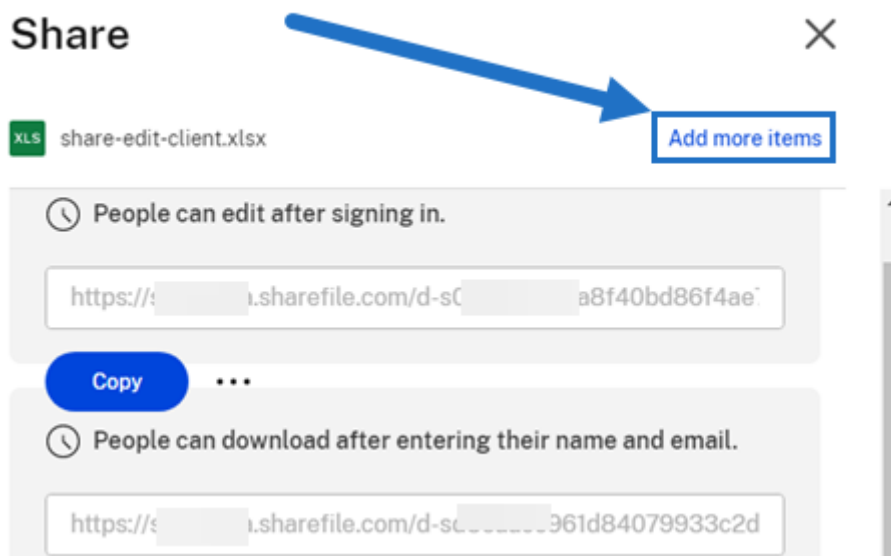 Share
XLS share-edit-client.xlsx Add more items
People can edit after signing in.
https:// .sharefile.com/d-s a8f40bd86f4ae
Copy ...
People can download after entering their name and email.
https:// .sharefile.com/d-s 961d84079933c2d